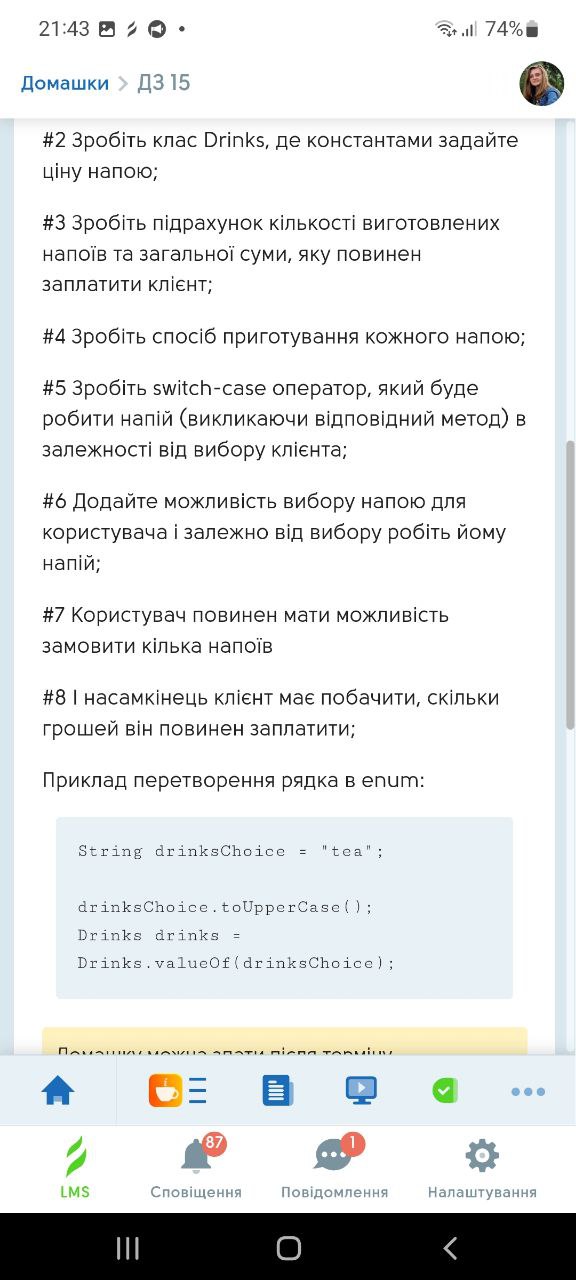 21:43
74%
Домашки > ДЗ 15
#2 Зробіть клас Drinks, де константами задайте
ціну напою;
#3 Зробіть підрахунок кількості виготовлених
напоїв та загальної суми, яку повинен
заплатити клієнт;
#4 Зробіть спосіб приготування кожного напою;
#5 Зробіть switch-case оператор, який буде
робити напій (викликаючи відповідний метод) в
залежності від вибору клієнта;
#6 Додайте можливість вибору напою для
користувача і залежно від вибору робіть йому
напій;
#7 Користувач повинен мати можливість
замовити кілька напоїв
#8 І насамкінець клієнт має побачити, скільки
грошей він повинен заплатити;
Приклад перетворення рядка в enum:
String drinksChoice = "tea";
drinksChoice.toUpperCase();
Drinks drinks =
Drinks.valueOf(drinksChoice);
Домашку можна здати після терміну
87
1
LMS
Сповіщення
Повідомлення
Налаштування